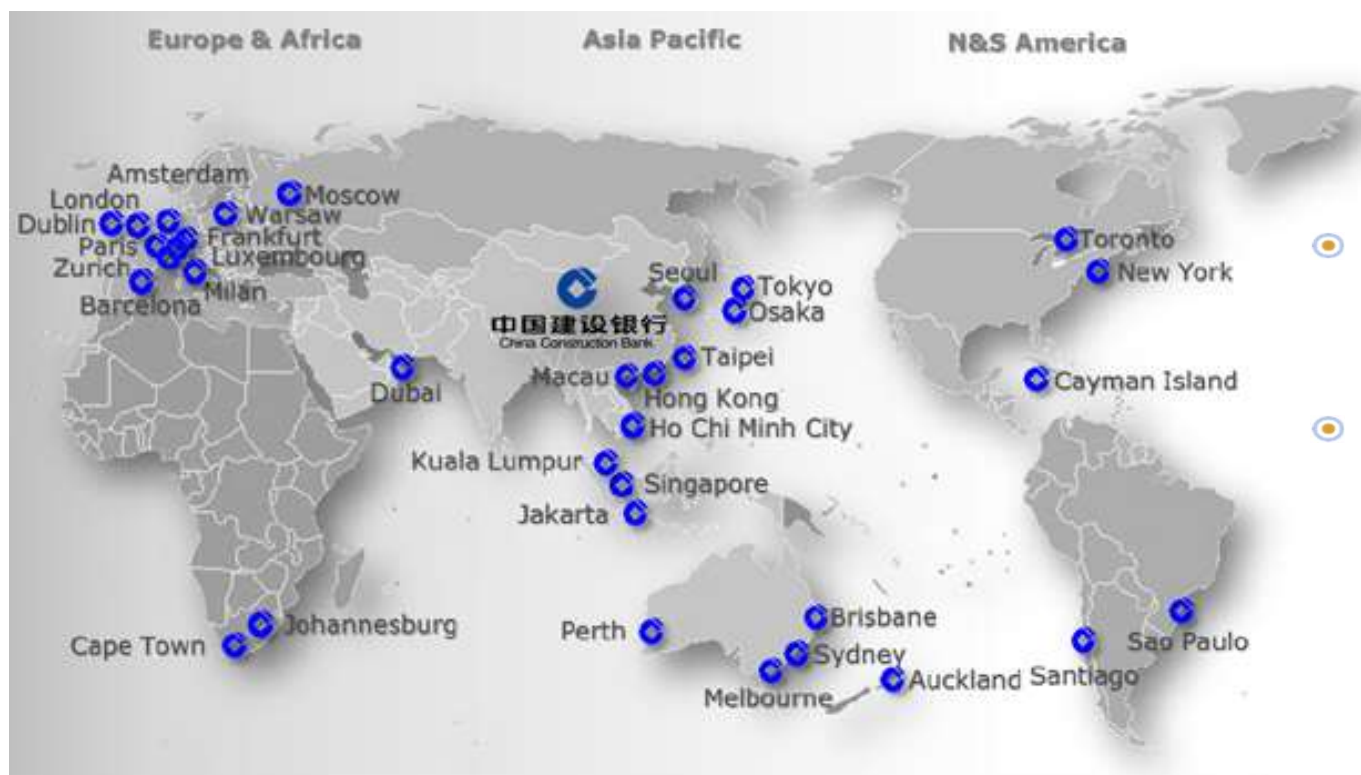 Europe & Africa
Asia Pacific
N&S America
Amsterdam
London
Moscow
Dublin
Warsaw
Paris
Frankfurt
Zurich
Luxembourg
Barcelona
Milan
Dubai
Seoul
Tokyo
Osaka
中国建设银行
China Construction Bank
Taipei
Macau
Hong Kong
Ho Chi Minh City
Kuala Lumpur
Singapore
Jakarta
Toronto
New York
Cayman Island
Cape Town
Johannesburg
Perth
Brisbane
Sydney
Melbourne
Auckland
Santiago
Sao Paulo